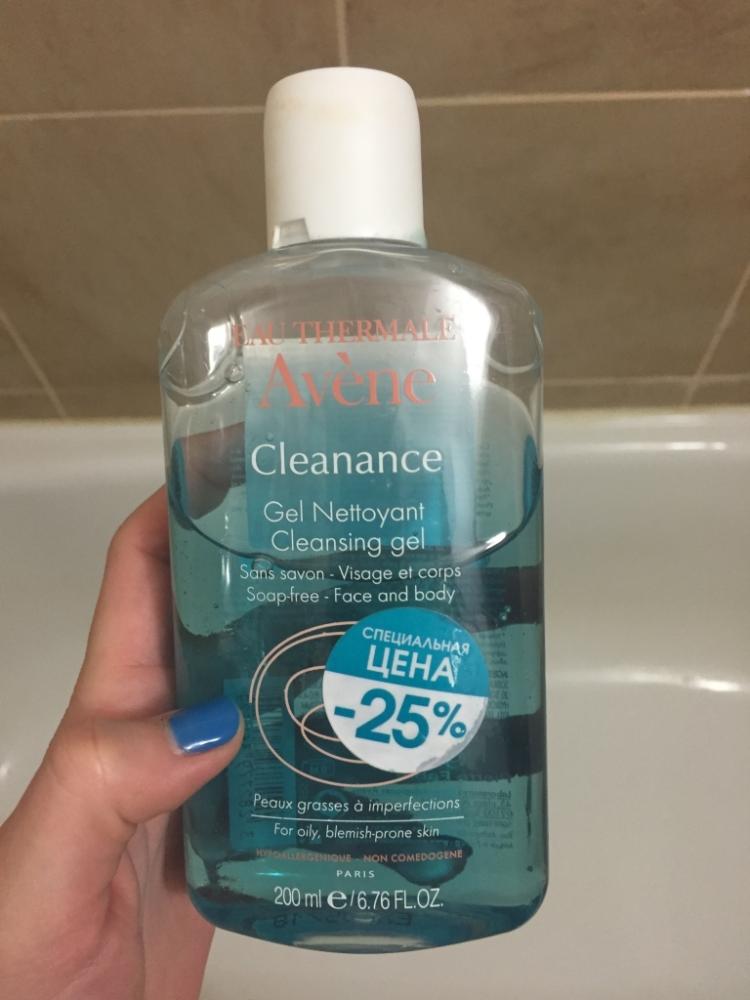 EAU THERMALE
Avène
Cleanance
Gel Nettoyant
Cleansing gel
Sans savon - Visage et corps
Soap-free - Face and body
СПЕЦИАЛЬНАЯ
ЦЕНА
-25%
Peaux grasses à imperfections
For oily, blemish-prone skin
HYPOALLERGENIQUE - NON COMEDOGENE
PARIS
200 ml e/6.76 FL.OZ.